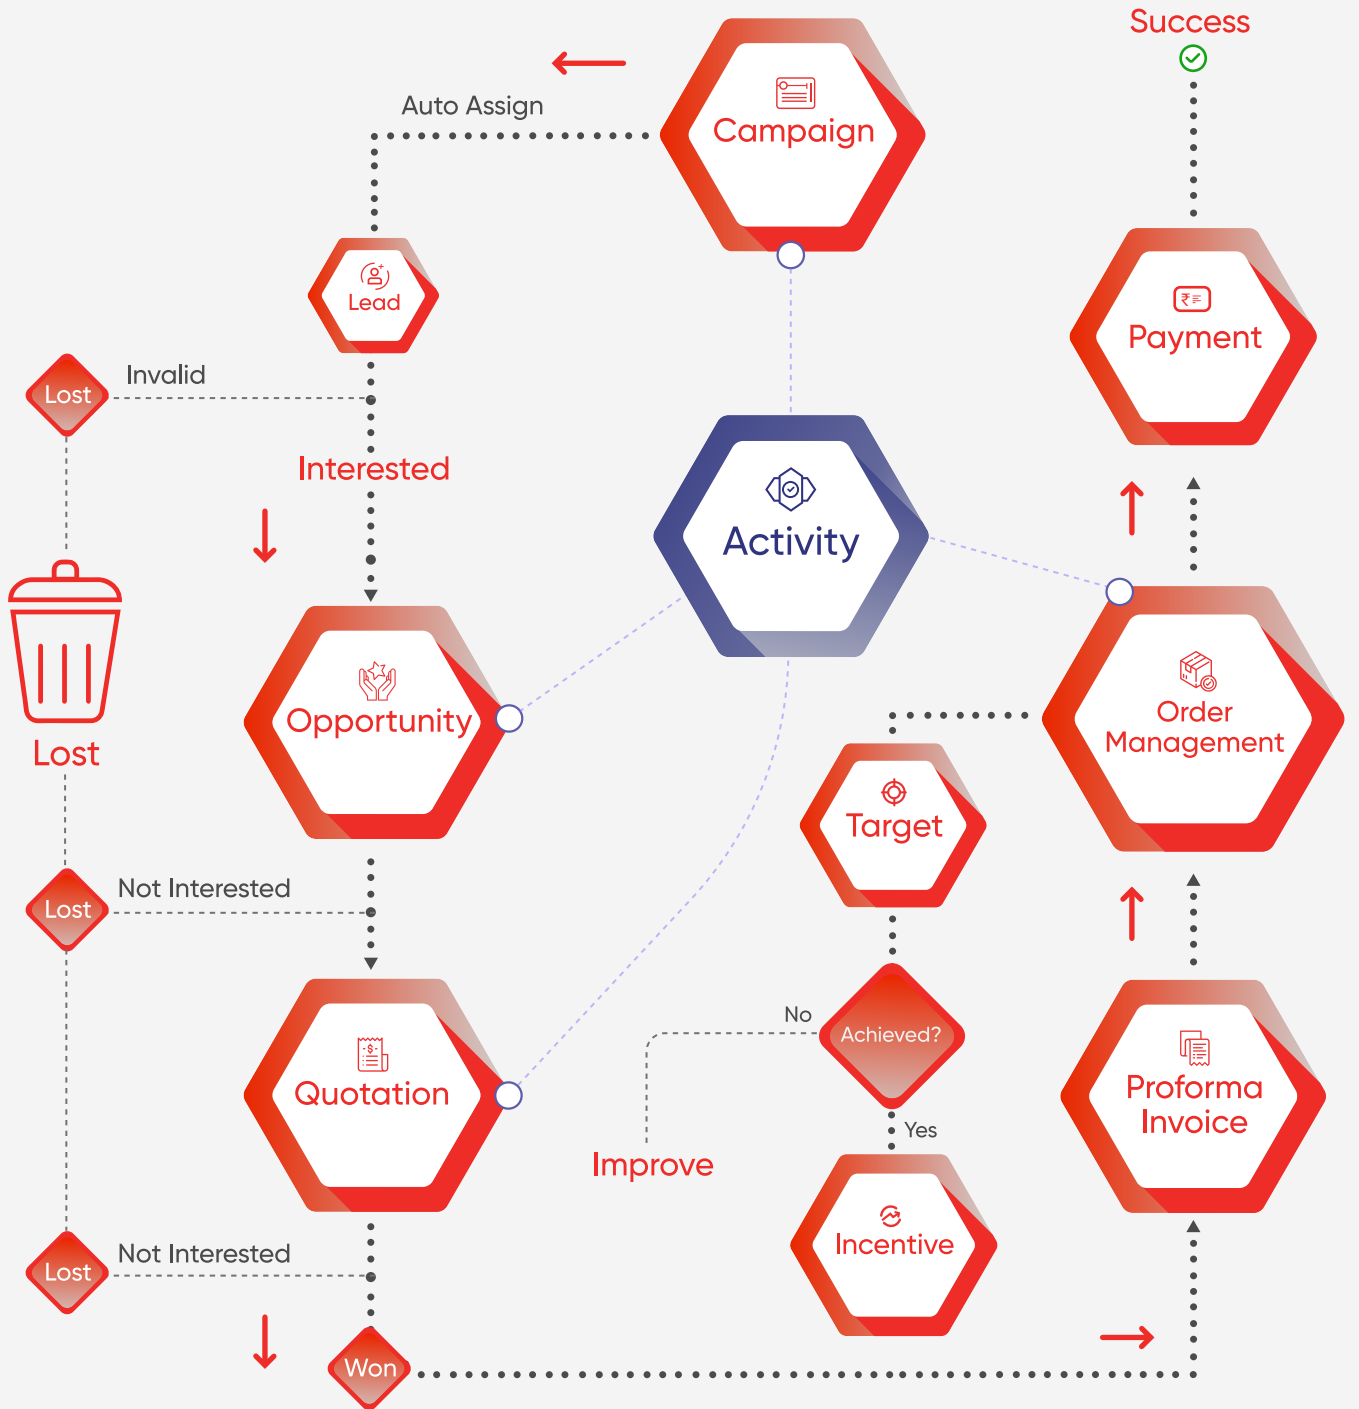 Success
Campaign
Auto Assign
Lead
Payment
Lost
Invalid
Interested
Activity
Opportunity
Order
Management
Lost
Target
Lost
Not Interested
No
Achieved?
Quotation
Proforma
Invoice
Yes
Improve
Incentive
Lost
Not Interested
Won